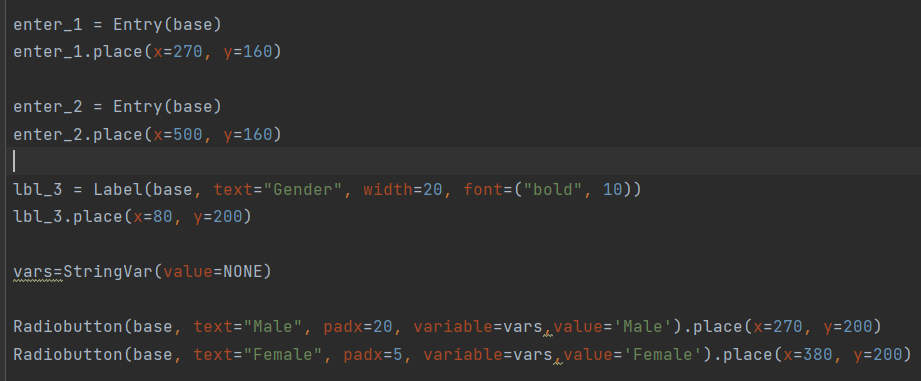 enter_1 = Entry(base)
enter_1.place(x=270, y=160)
enter_2 = Entry(base)
enter_2.place(x=500, y=160)
lbl_3 = Label(base, text="Gender", width=20, font=("bold", 10))
lbl_3.place(x=80, y=200)
vars=StringVar(value=NONE)
Radiobutton(base, text="Male", padx=20, variable=vars,value='Male').place(x=270, y=200)
Radiobutton(base, text="Female", padx=5, variable=vars,value='Female').place(x=380, y=200)